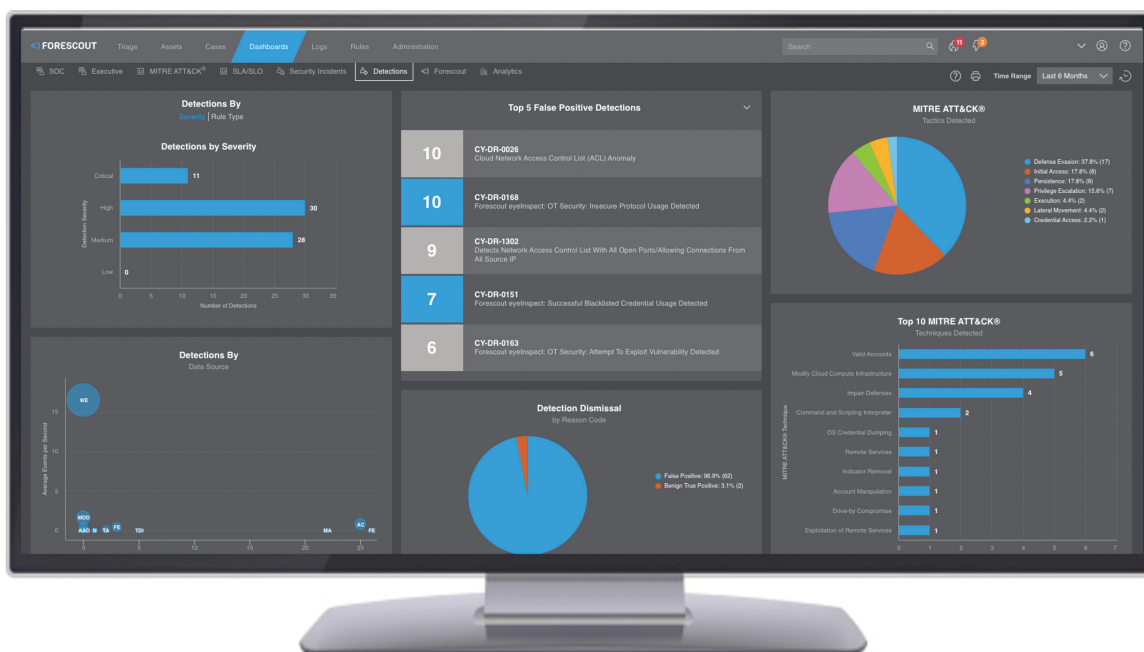 <) FORESCOUT
Triage
Assets
Cases
Dashboards
Logs
Rules
Administration
Search
11
3
SOC
Executive
MITRE ATT&CK®
SLA/SLO
Security Incidents
Detections
<) Forescout
Analytics
Time Range
Last 6 Months
Detections By
Severity | Rule Type
Detections by Severity
Detection Severity
Critical
11
High
30
Medium
28
Low
0
0 5 10 15 20 25 30 35
Number of Detections
Detections By
Data Source
Average Events per Second
15
10
5
0
WE
MDD
AAD
N
TA
FE
TDI
MA
AC
FE
0 5 10 15 20 25
Top 5 False Positive Detections
10
CY-DR-0026
Cloud Network Access Control List (ACL) Anomaly
10
CY-DR-0168
Forescout eyeInspect: OT Security: Insecure Protocol Usage Detected
9
CY-DR-1302
Detects Network Access Control List With All Open Ports/Allowing Connections From
All Source IP
7
CY-DR-0151
Forescout eyeInspect: Successful Blacklisted Credential Usage Detected
6
CY-DR-0163
Forescout eyeInspect: OT Security: Attempt To Exploit Vulnerability Detected
Detection Dismissal
by Reason Code
False Positive: 96.9% (62)
Benign True Positive: 3.1% (2)
MITRE ATT&CK®
Tactics Detected
Defense Evasion: 37.8% (17)
Initial Access: 17.8% (8)
Persistence: 17.8% (8)
Privilege Escalation: 15.6% (7)
Execution: 4.4% (2)
Lateral Movement: 4.4% (2)
Credential Access: 2.2% (1)
Top 10 MITRE ATT&CK®
Techniques Detected
MITRE ATT&CK® Technique
Valid Accounts
6
Modify Cloud Compute Infrastructure
5
Impair Defenses
4
Command and Scripting Interpreter
2
OS Credential Dumping
1
Remote Services
1
Indicator Removal
1
Account Manipulation
1
Drive-by Compromise
1
Exploitation of Remote Services
1
0 1 2 3 4 5 6 7